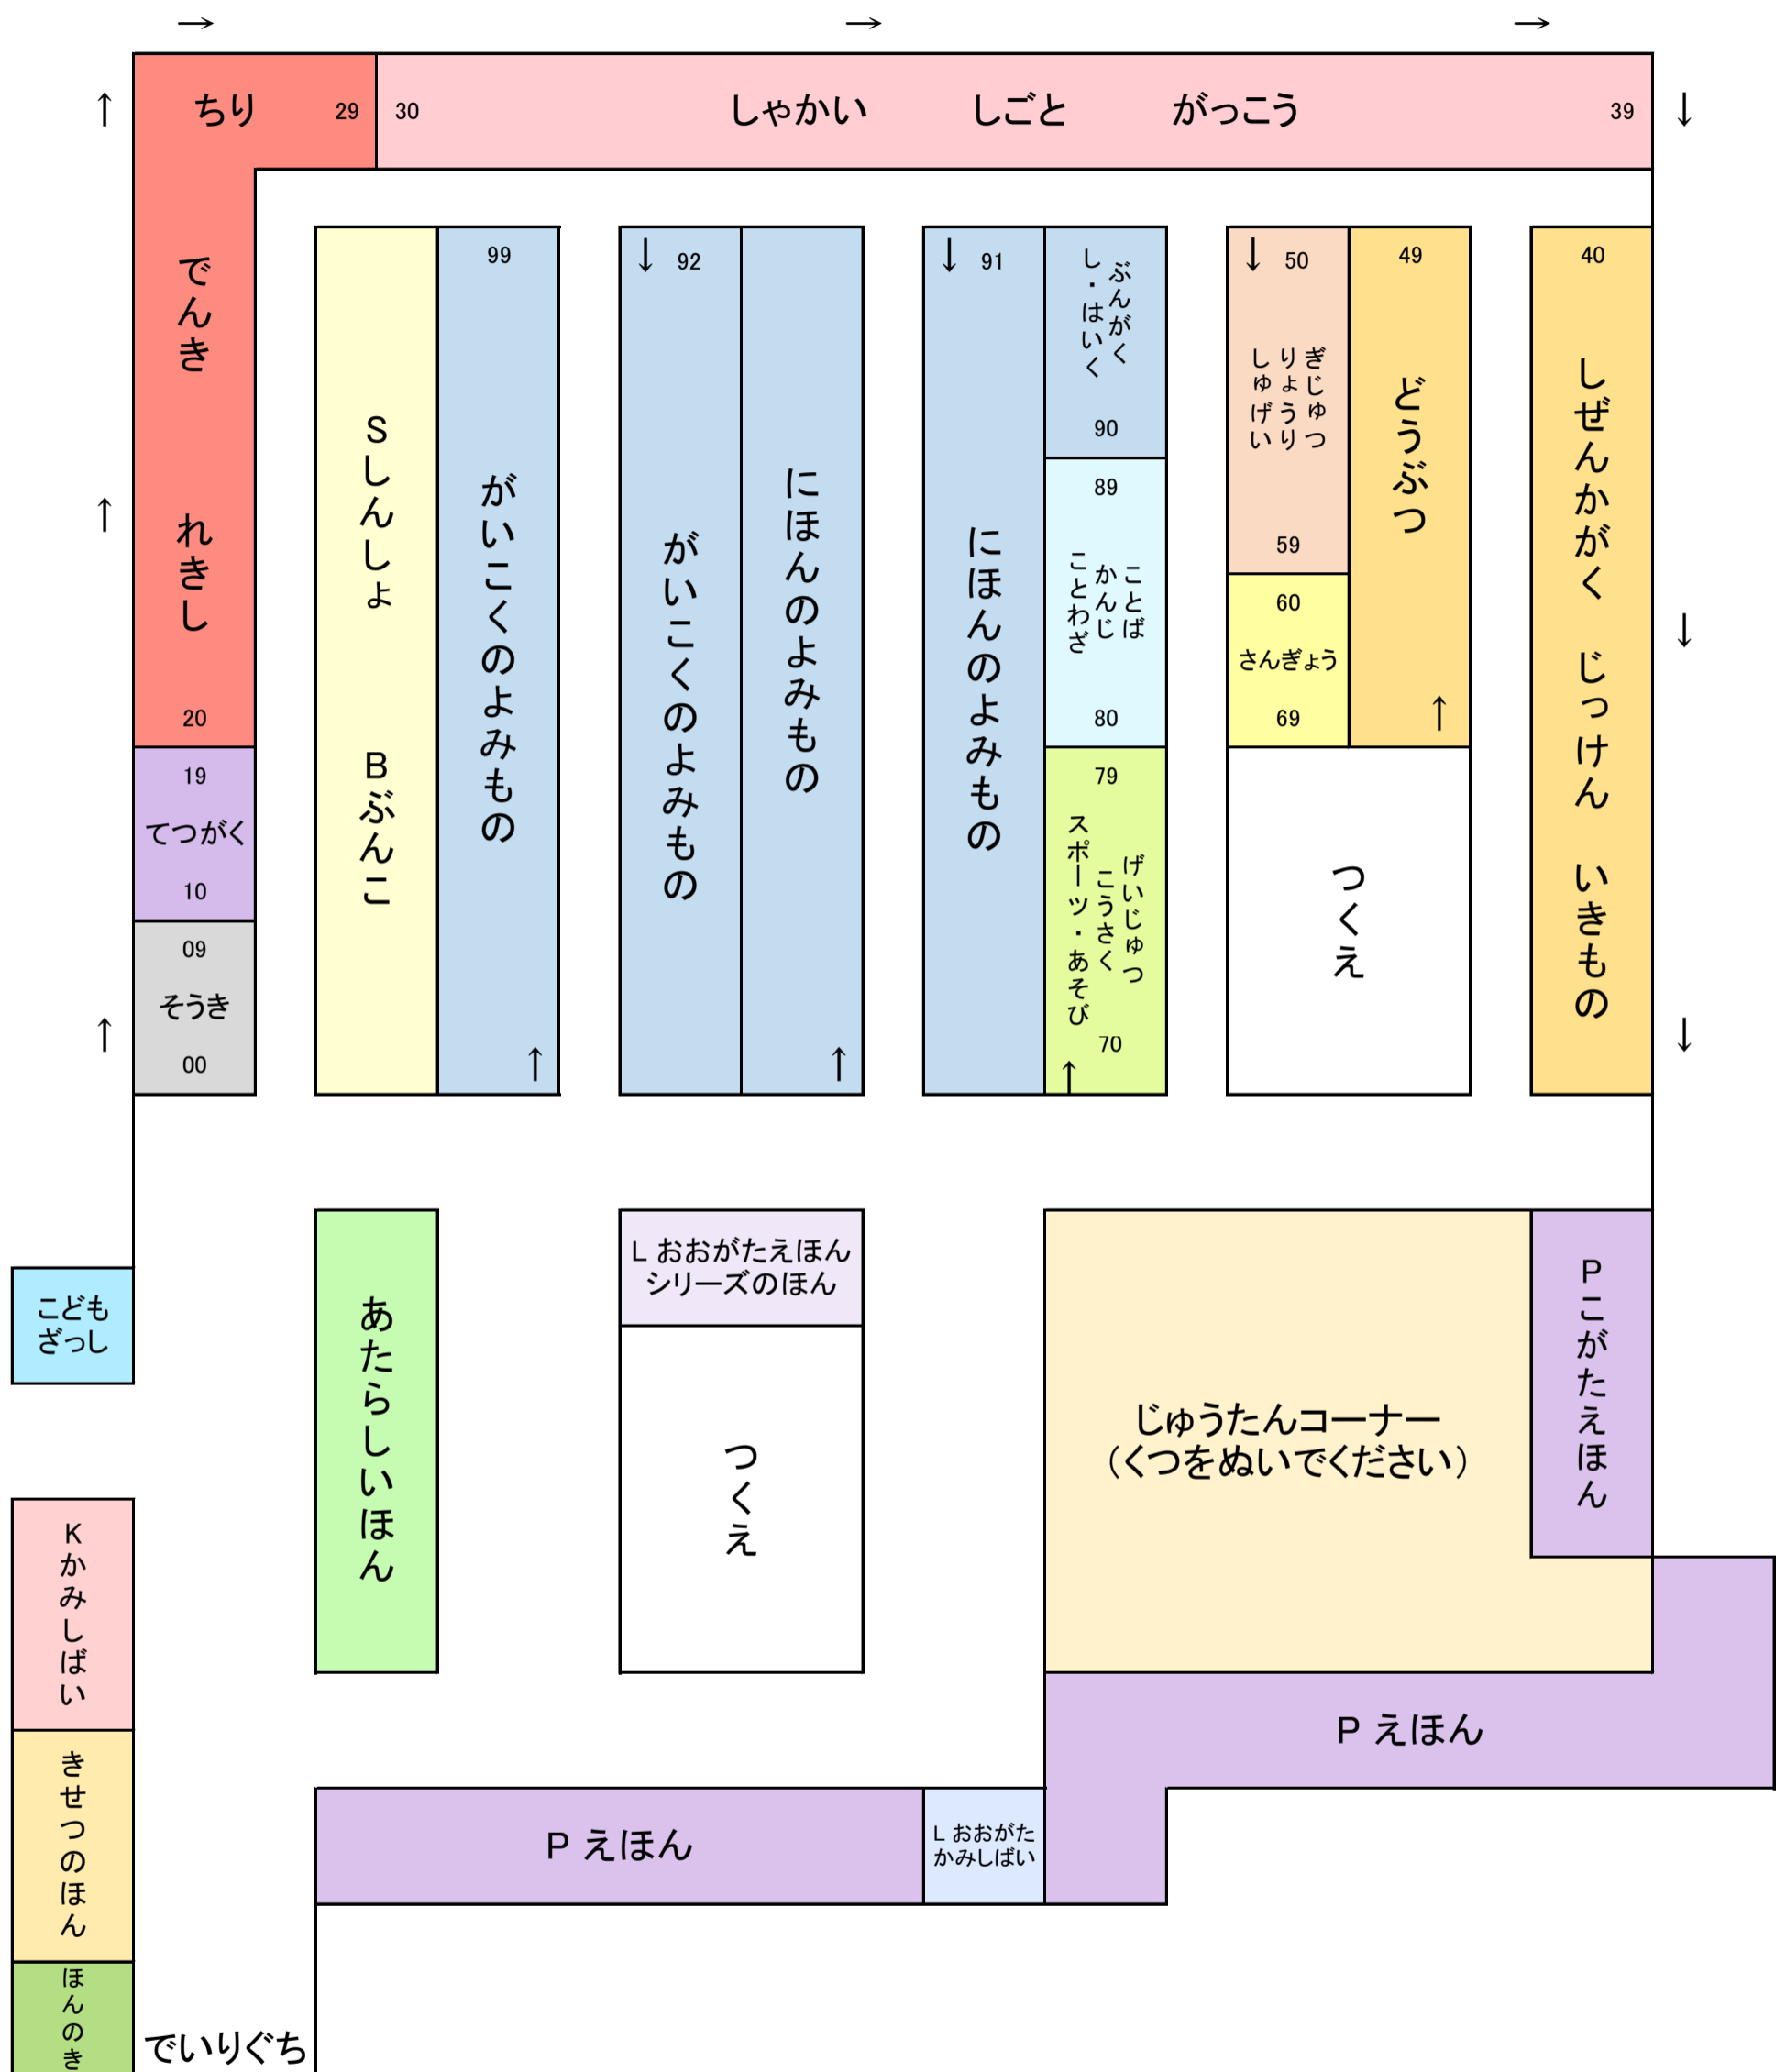 → → →
↑ ちり 29 30 しゃかい しごと がっこう 39 ↓
でんき
れきし
20
19
てつがく
10
09
そうき
00
↑
↑
Sしんしょ
Bぶんこ
99
がいこくのよみもの
↑
↓ 92
がいこくのよみもの
にほんのよみもの
↑
↓ 91
にほんのよみもの
ぶんがく
し・はいく
90
89
ことば
かんじ
ことわざ
80
79
げいじゅつ
こうさく
スポーツ・あそび
70
↑
↓ 50
ぎじゅつ
りょうり
しゅげい
59
60
さんぎょう
69
49
どうぶつ
↑
つくえ
40
しぜんかがく じっけん いきもの
↓
↓
こども
ざっし
あたらしいほん
L おおがたえほん
シリーズのほん
つくえ
じゅうたんコーナー
（くつをぬいでください）
Pこがたえほん
Kかみしばい
きせつのほん
ほんのき
P えほん
P えほん
L おおがた
かみしばい
でいりぐち